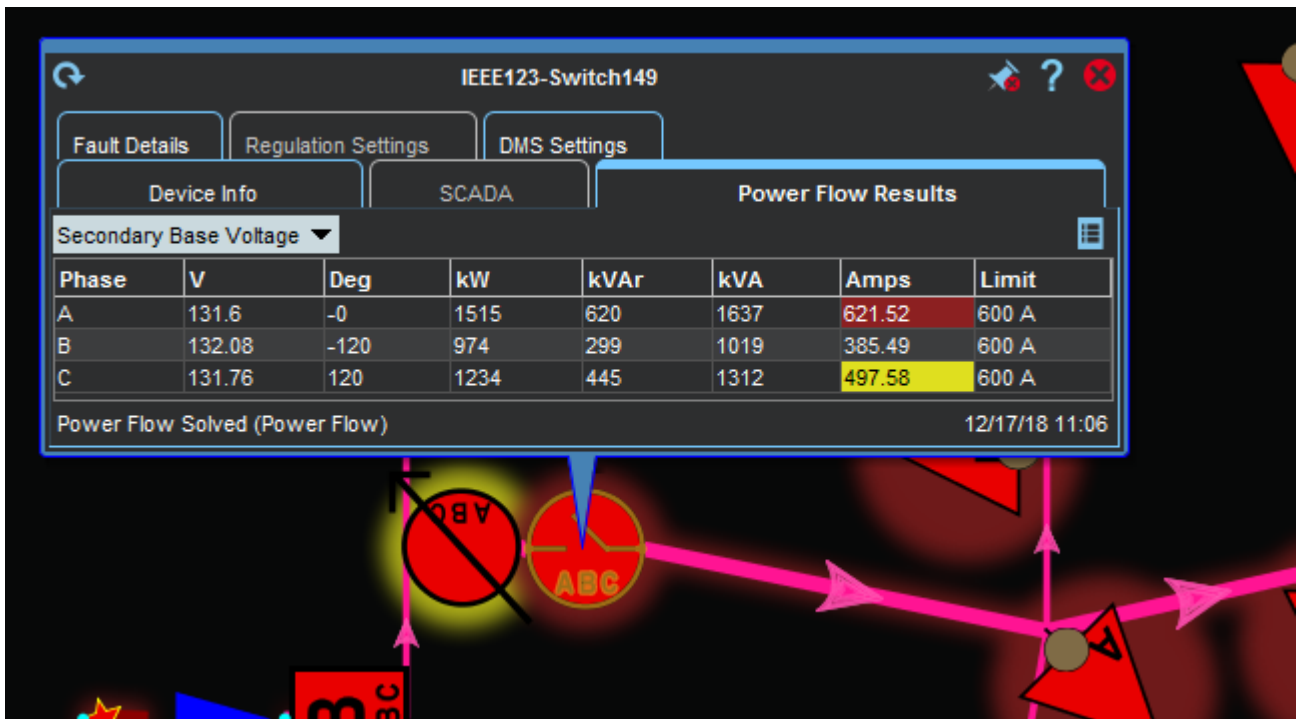 IEEE123-Switch149
?
Fault Details Regulation Settings DMS Settings
Device Info SCADA Power Flow Results
Secondary Base Voltage
Phase V Deg kW kVAr kVA Amps Limit
A 131.6 -0 1515 620 1637 621.52 600 A
B 132.08 -120 974 299 1019 385.49 600 A
C 131.76 120 1234 445 1312 497.58 600 A
Power Flow Solved (Power Flow) 12/17/18 11:06
ABC
ABC
A
B
BC